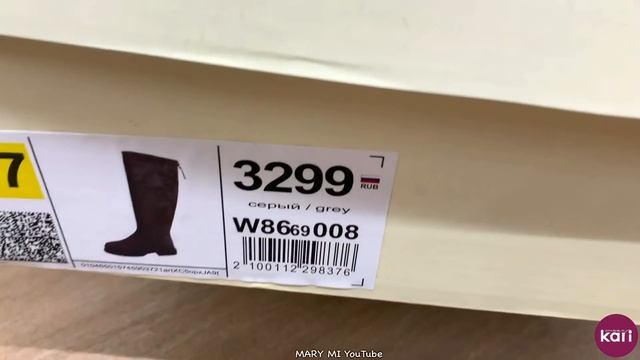 7
3299
RUB
серый / grey
W8669008
2 100112 298376
kari
MARY MI YouTube